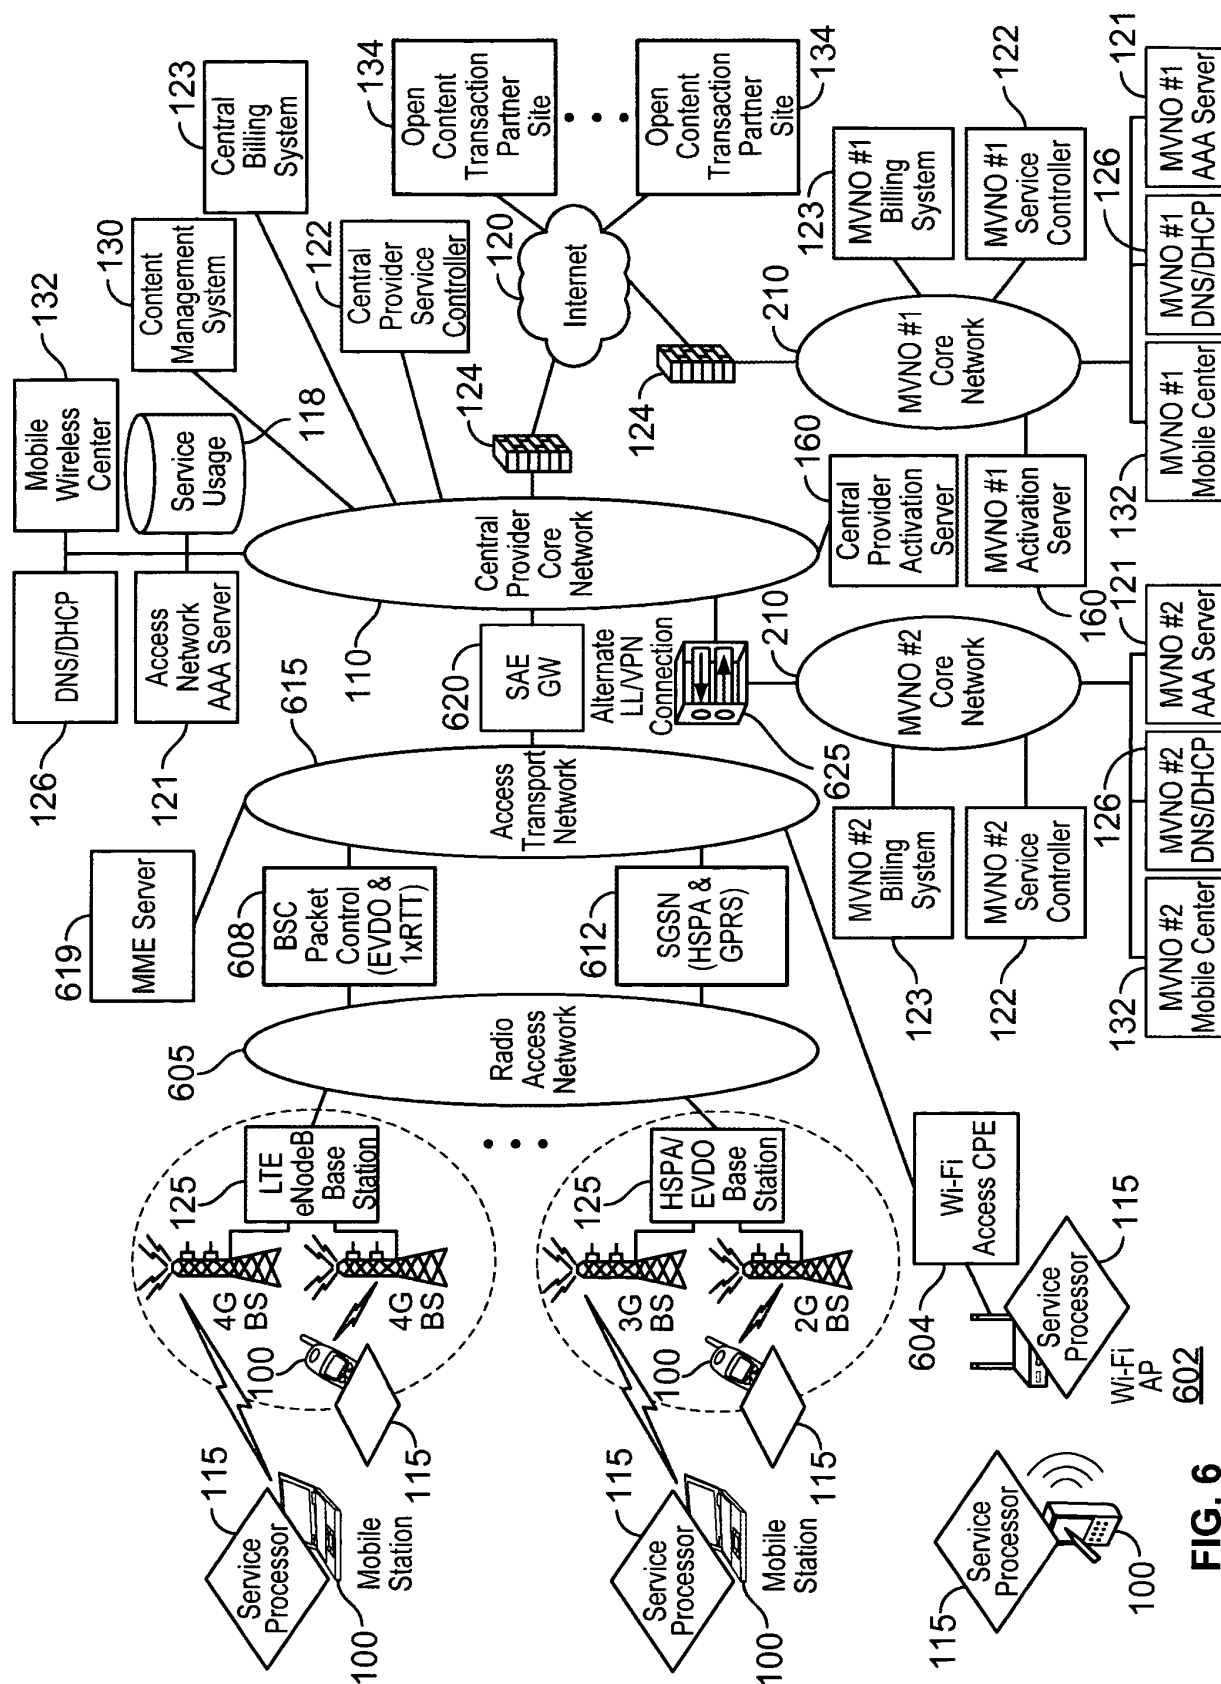 126
DNS/DHCP
Mobile
Wireless
Center
132
121
Access
Network
AAA Server
Service
Usage
118
Content
Management
System
130
Central
Billing
System
123
619
MME Server
615
110
Central
Provider
Service
Controller
122
Open
Content
Transaction
Partner
Site
134
605
608
BSC
Packet
Control
(EVDO &
1xRTT)
620
SAE
GW
124
120
Internet
Radio
Access
Network
Access
Transport
Network
Central
Provider
Core
Network
Open
Content
Transaction
Partner
Site
134
612
SGSN
(HSPA &
GPRS)
Alternate
LL/VPN
Connection
625
124
125
LTE
eNodeB
Base
Station
4G
BS
4G
BS
100
115
Service
Processor
115
100
Mobile
Station
125
HSPA/
EVDO
Base
Station
3G
BS
2G
BS
100
115
Service
Processor
115
100
Mobile
Station
210
MVNO #2
Core
Network
160
Central
Provider
Activation
Server
210
MVNO #1
Core
Network
123
MVNO #1
Billing
System
MVNO #2
Billing
System
123
MVNO #2
Service
Controller
122
MVNO #1
Activation
Server
160
MVNO #1
Service
Controller
122
604
Wi-Fi
Access CPE
Service
Processor
115
Wi-Fi
AP
602
115
Service
Processor
100
132
MVNO #2
Mobile Center
126
MVNO #2
DNS/DHCP
121
MVNO #2
AAA Server
132
MVNO #1
Mobile Center
126
MVNO #1
DNS/DHCP
121
MVNO #1
AAA Server
FIG. 6